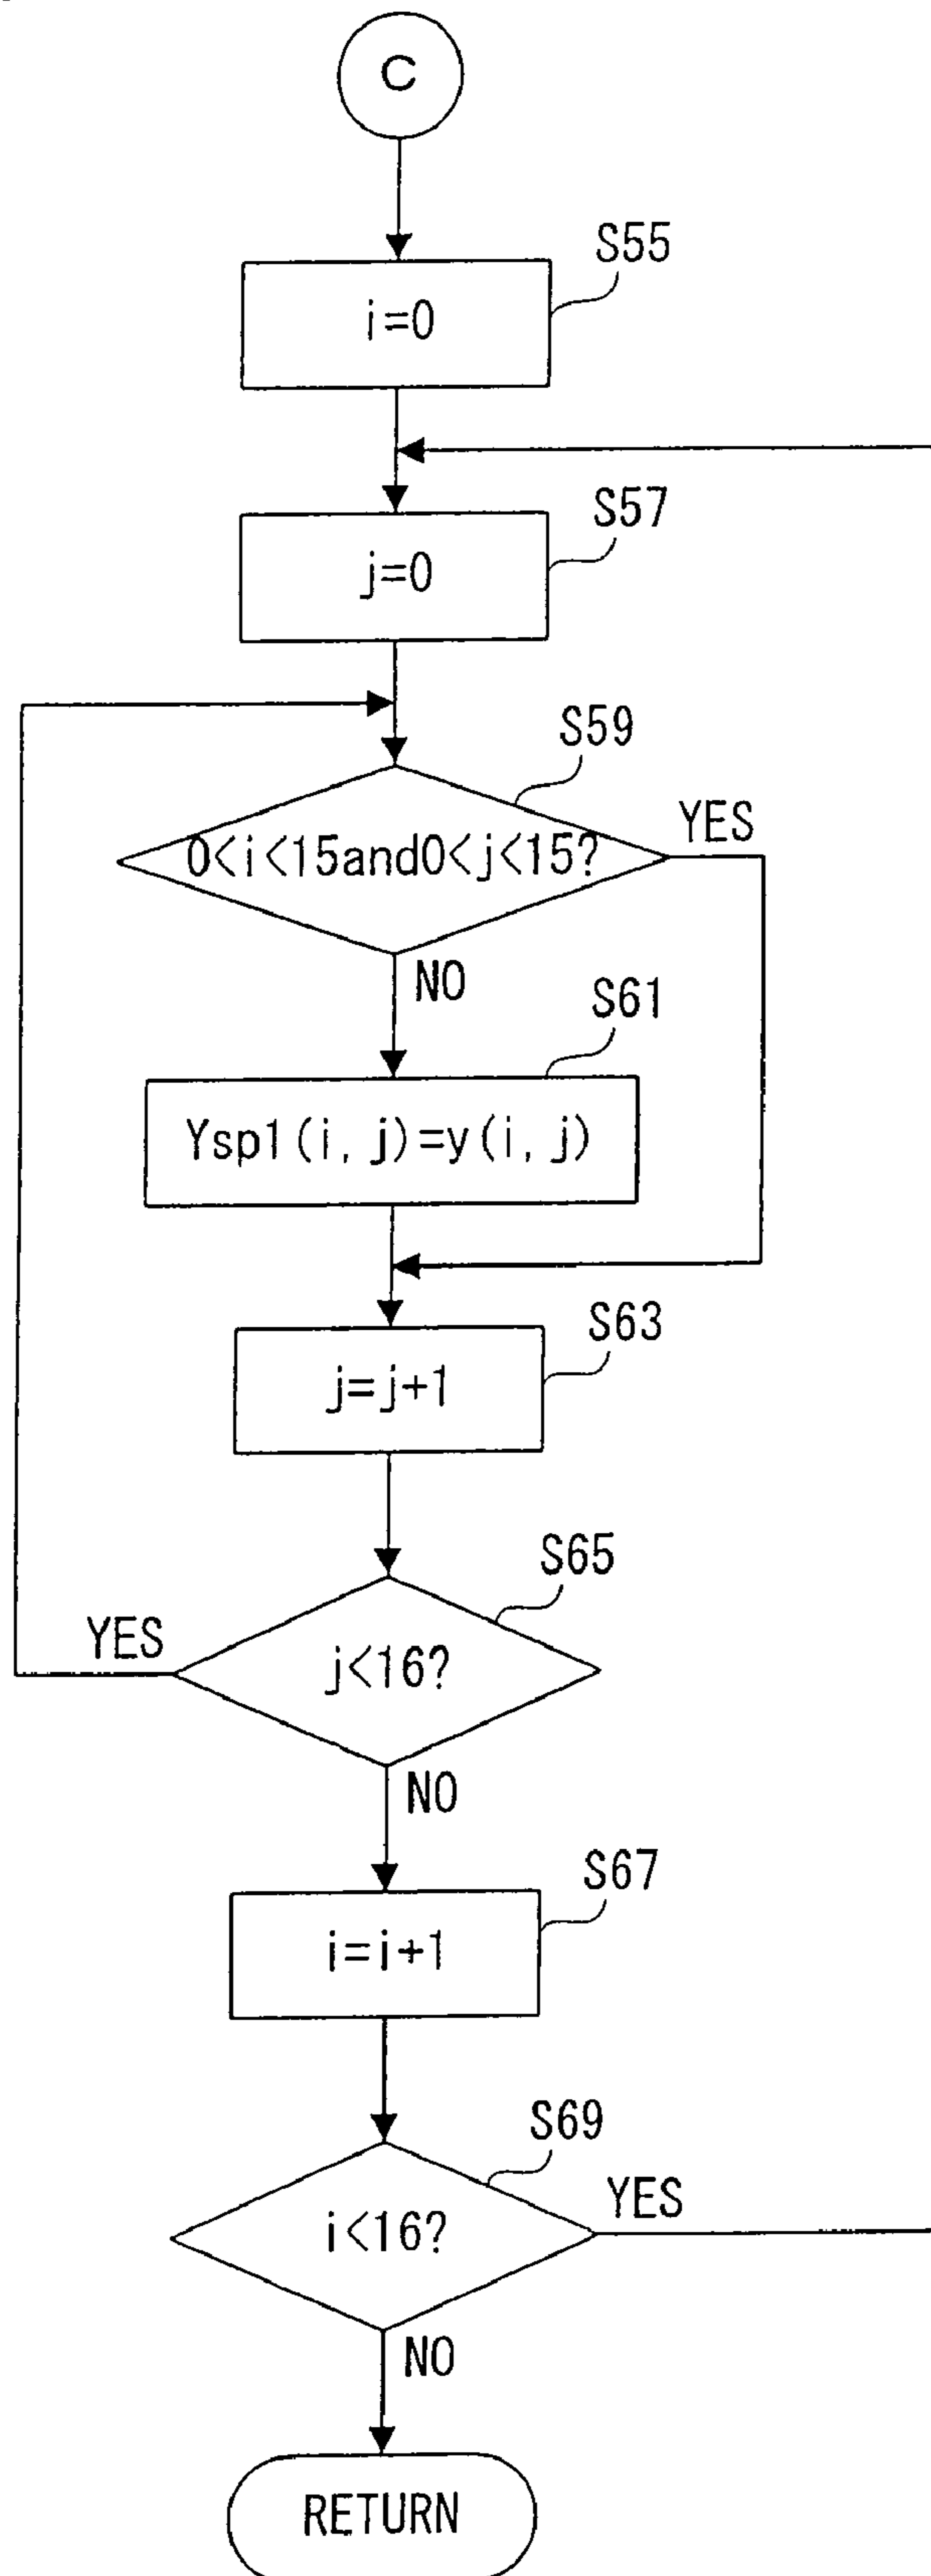 C
S55
i=0
S57
j=0
S59
0<i<15and0<j<15?
YES
NO
S61
Ysp1(i, j)=y(i, j)
S63
j=j+1
S65
YES
j<16?
NO
S67
i=i+1
S69
YES
i<16?
NO
RETURN